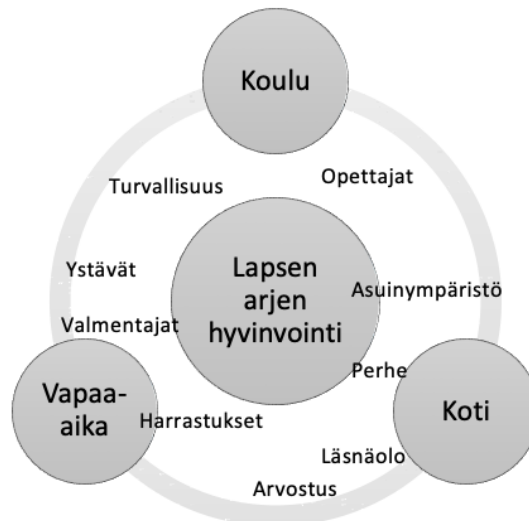 Koulu
Turvallisuus
Opettajat
Ystävät
Lapsen
arjen
hyvinvointi
Asuinympäristö
Valmentajat
Perhe
Vapaa-
aika
Koti
Harrastukset
Läsnäolo
Arvostus